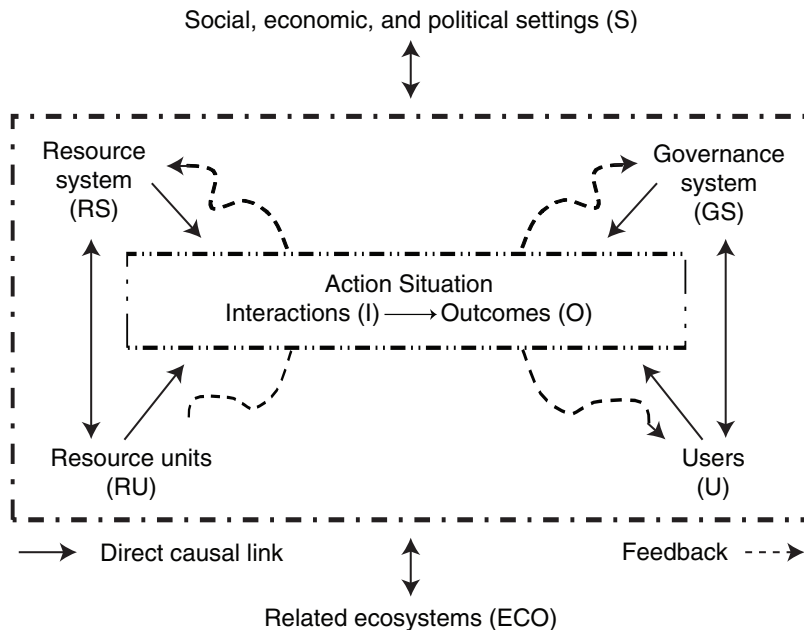 Social, economic, and political settings (S)
Resource
system
(RS)
Governance
system
(GS)
Action Situation
Interactions (I) Outcomes (O)
Resource units
(RU)
Users
(U)
Direct causal link
Feedback
Related ecosystems (ECO)